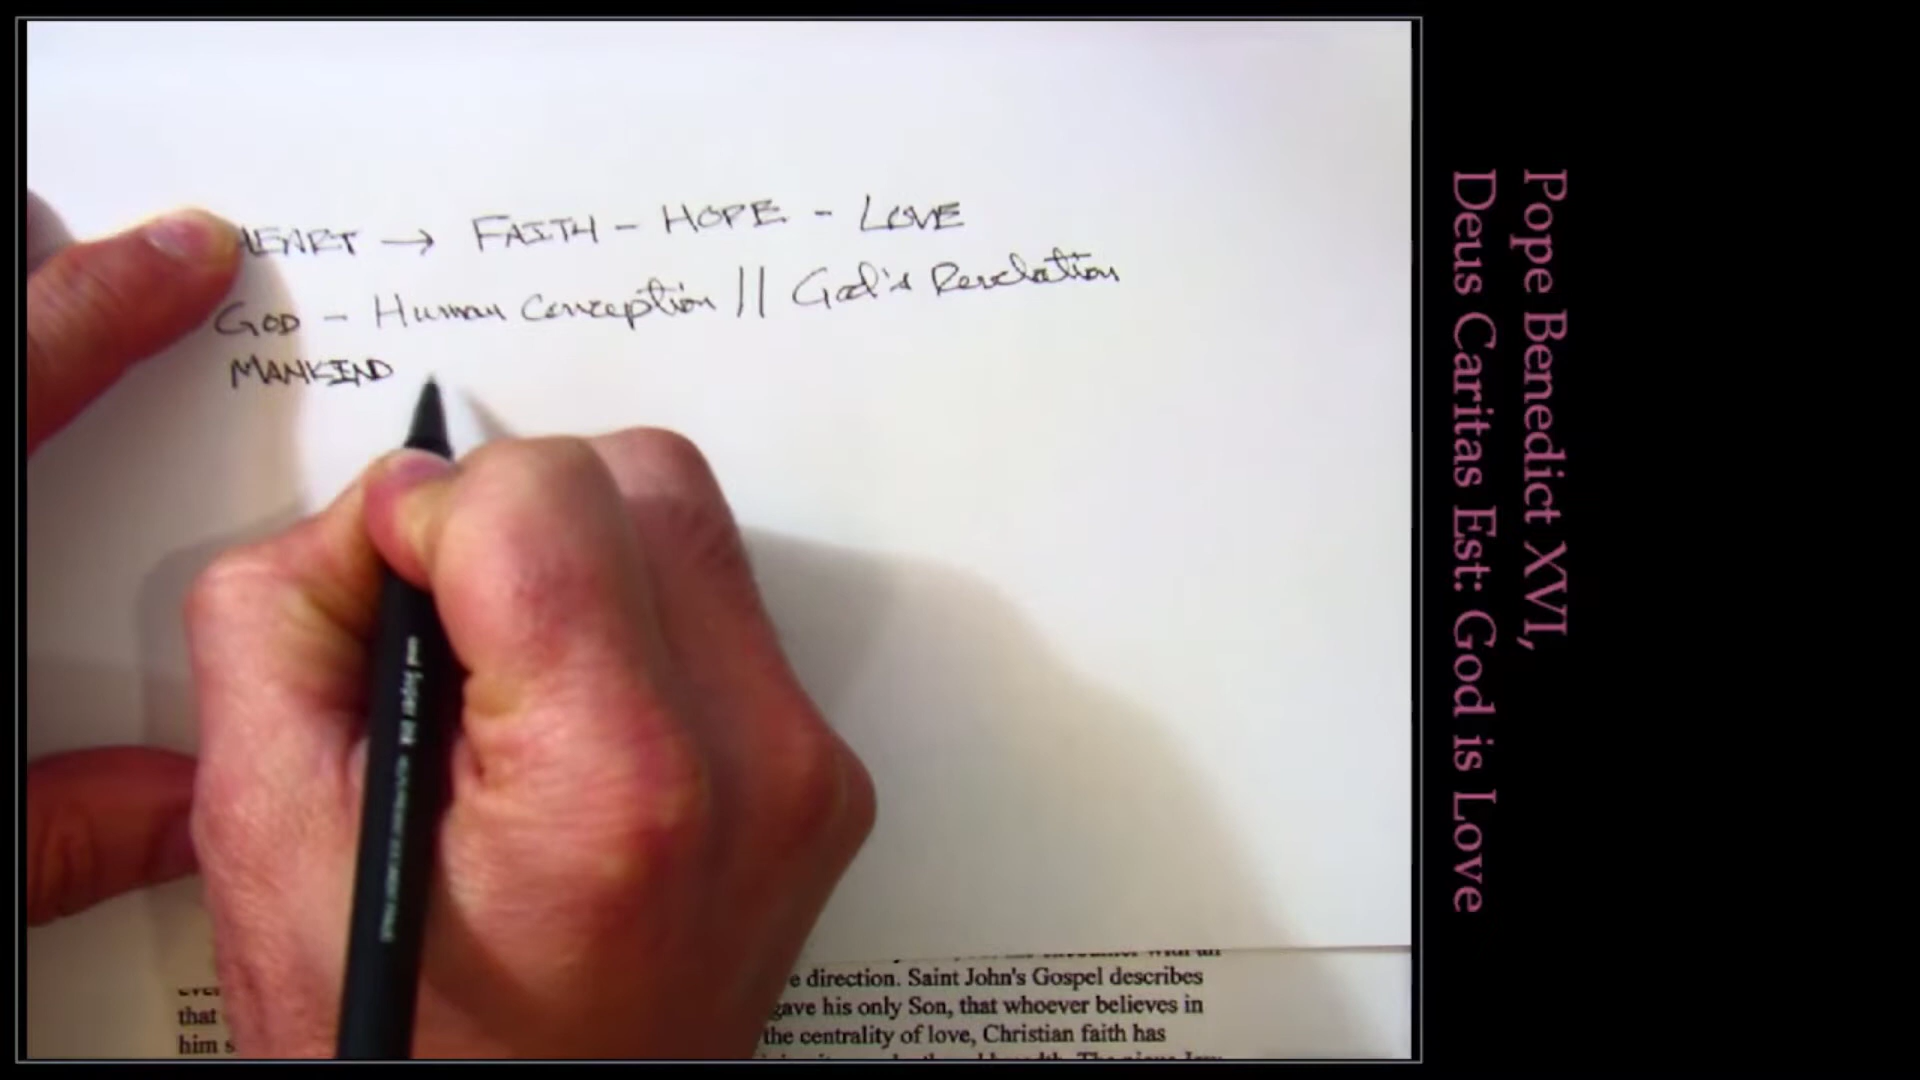 HEART → FAITH - HOPE - LOVE
GOD - Human Conception || God's Revelation
MANKIND
e direction. Saint John's Gospel describes
that gave his only Son, that whoever believes in
him s the centrality of love, Christian faith has
Pope Benedict XVI,
Deus Caritas Est: God is Love